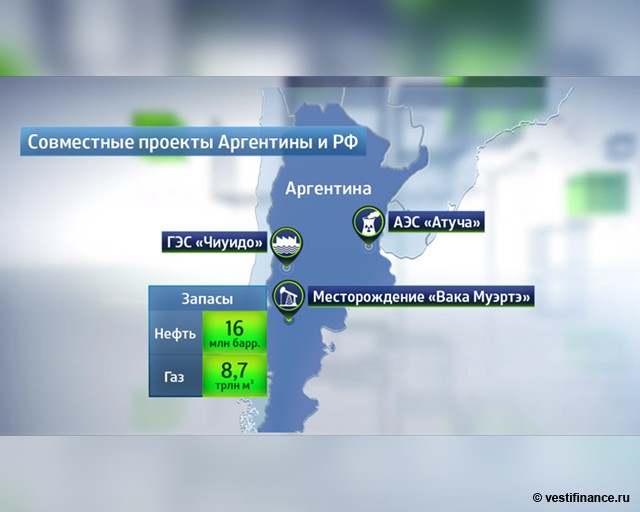 Совместные проекты Аргентины и РФ
Аргентина
АЭС «Атуча»
ГЭС «Чиуидо»
Месторождение «Вака Муэртэ»
Запасы
Нефть 16 млн барр.
Газ 8,7 трлн м³
© vestifinance.ru